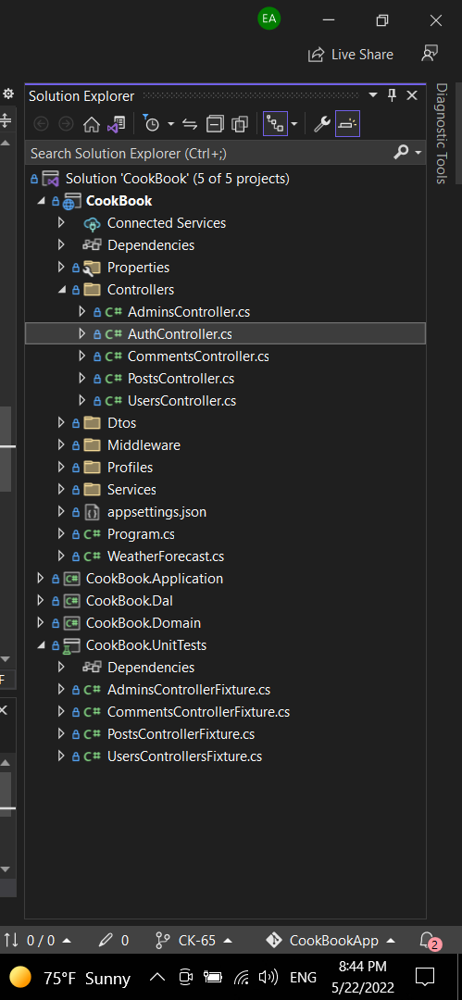 EA
Live Share
Solution Explorer
Diagnostic Tools
Search Solution Explorer (Ctrl+;)
Solution 'CookBook' (5 of 5 projects)
CookBook
Connected Services
Dependencies
Properties
Controllers
C# AdminsController.cs
C# AuthController.cs
C# CommentsController.cs
C# PostsController.cs
C# UsersController.cs
Dtos
Middleware
Profiles
Services
appsettings.json
C# Program.cs
C# WeatherForecast.cs
C# CookBook.Application
C# CookBook.Dal
C# CookBook.Domain
CookBook.UnitTests
Dependencies
C# AdminsControllerFixture.cs
C# CommentsControllerFixture.cs
C# PostsControllerFixture.cs
C# UsersControllersFixture.cs
F
0 / 0 0 CK-65 CookBookApp 2
75°F Sunny ENG 8:44 PM
5/22/2022